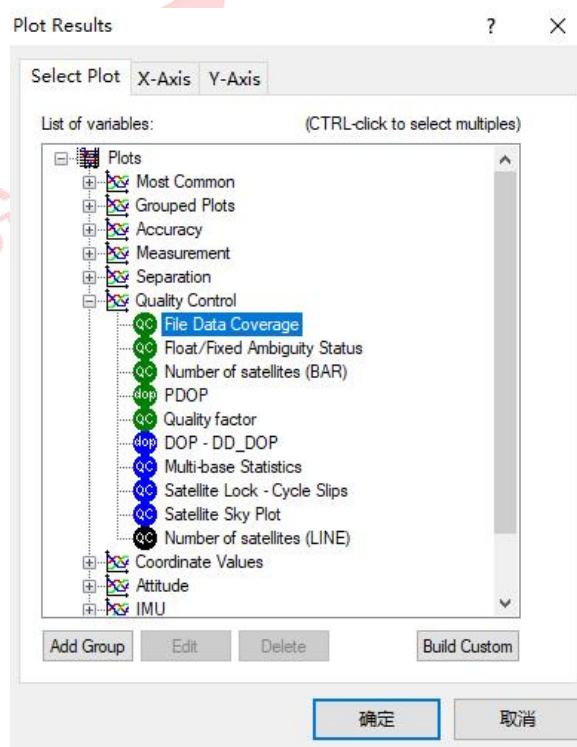 Plot Results
?
Select Plot X-Axis Y-Axis
List of variables: (CTRL-click to select multiples)
Plots
Most Common
Grouped Plots
Accuracy
Measurement
Separation
Quality Control
QC File Data Coverage
QC Float/Fixed Ambiguity Status
QC Number of satellites (BAR)
dop PDOP
QC Quality factor
dop DOP - DD_DOP
QC Multi-base Statistics
QC Satellite Lock - Cycle Slips
QC Satellite Sky Plot
QC Number of satellites (LINE)
Coordinate Values
Attitude
IMU
Add Group Edit Delete Build Custom
确定 取消